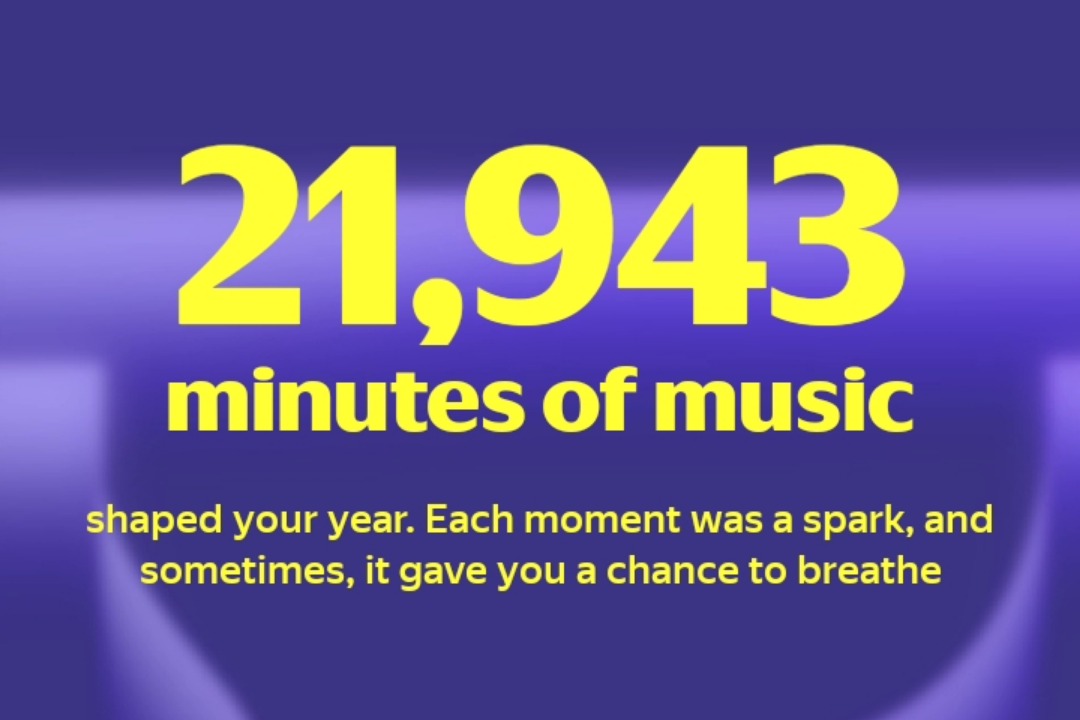 21,943
minutes of music
shaped your year. Each moment was a spark, and
sometimes, it gave you a chance to breathe